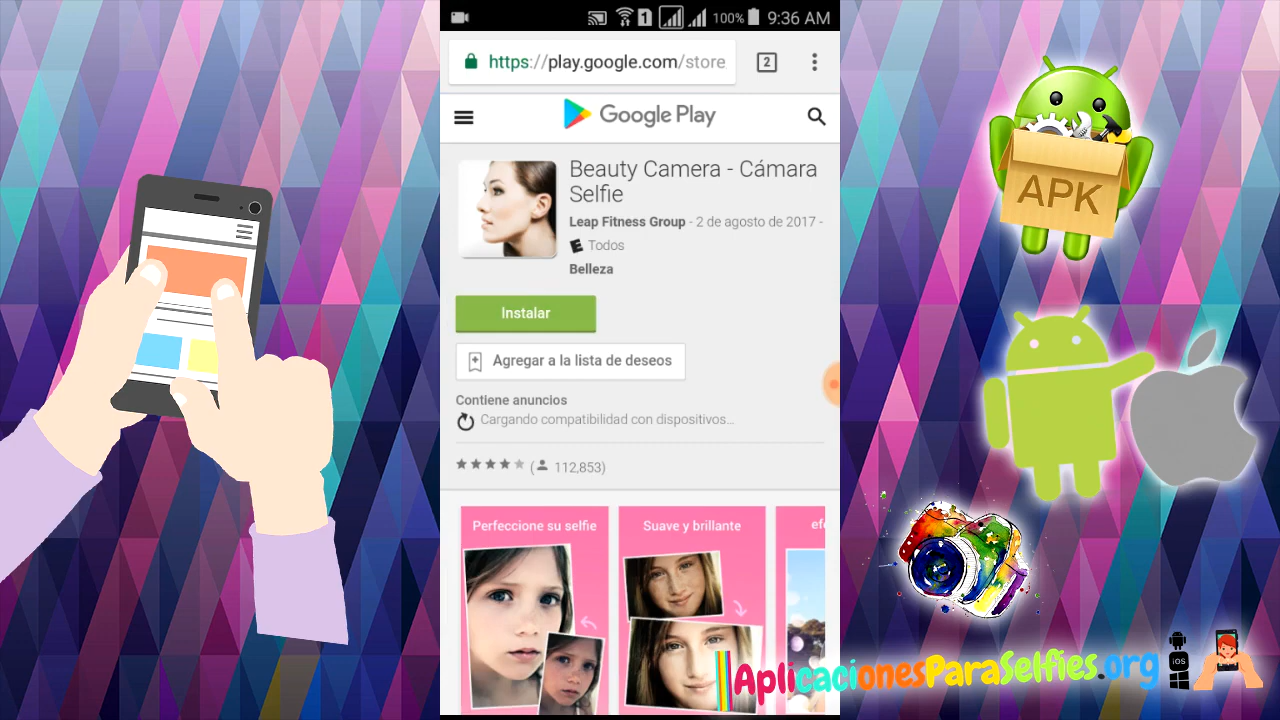 100% 9:36 AM
https://play.google.com/store
2
Google Play
Beauty Camera - Cámara
Selfie
Leap Fitness Group - 2 de agosto de 2017 -
Todos
Belleza
Instalar
Agregar a la lista de deseos
Contiene anuncios
Cargando compatibilidad con dispositivos...
(112,853)
Perfeccione su selfie
Suave y brillante
efe
APK
AplicacionesParaSelfies.org
iOS